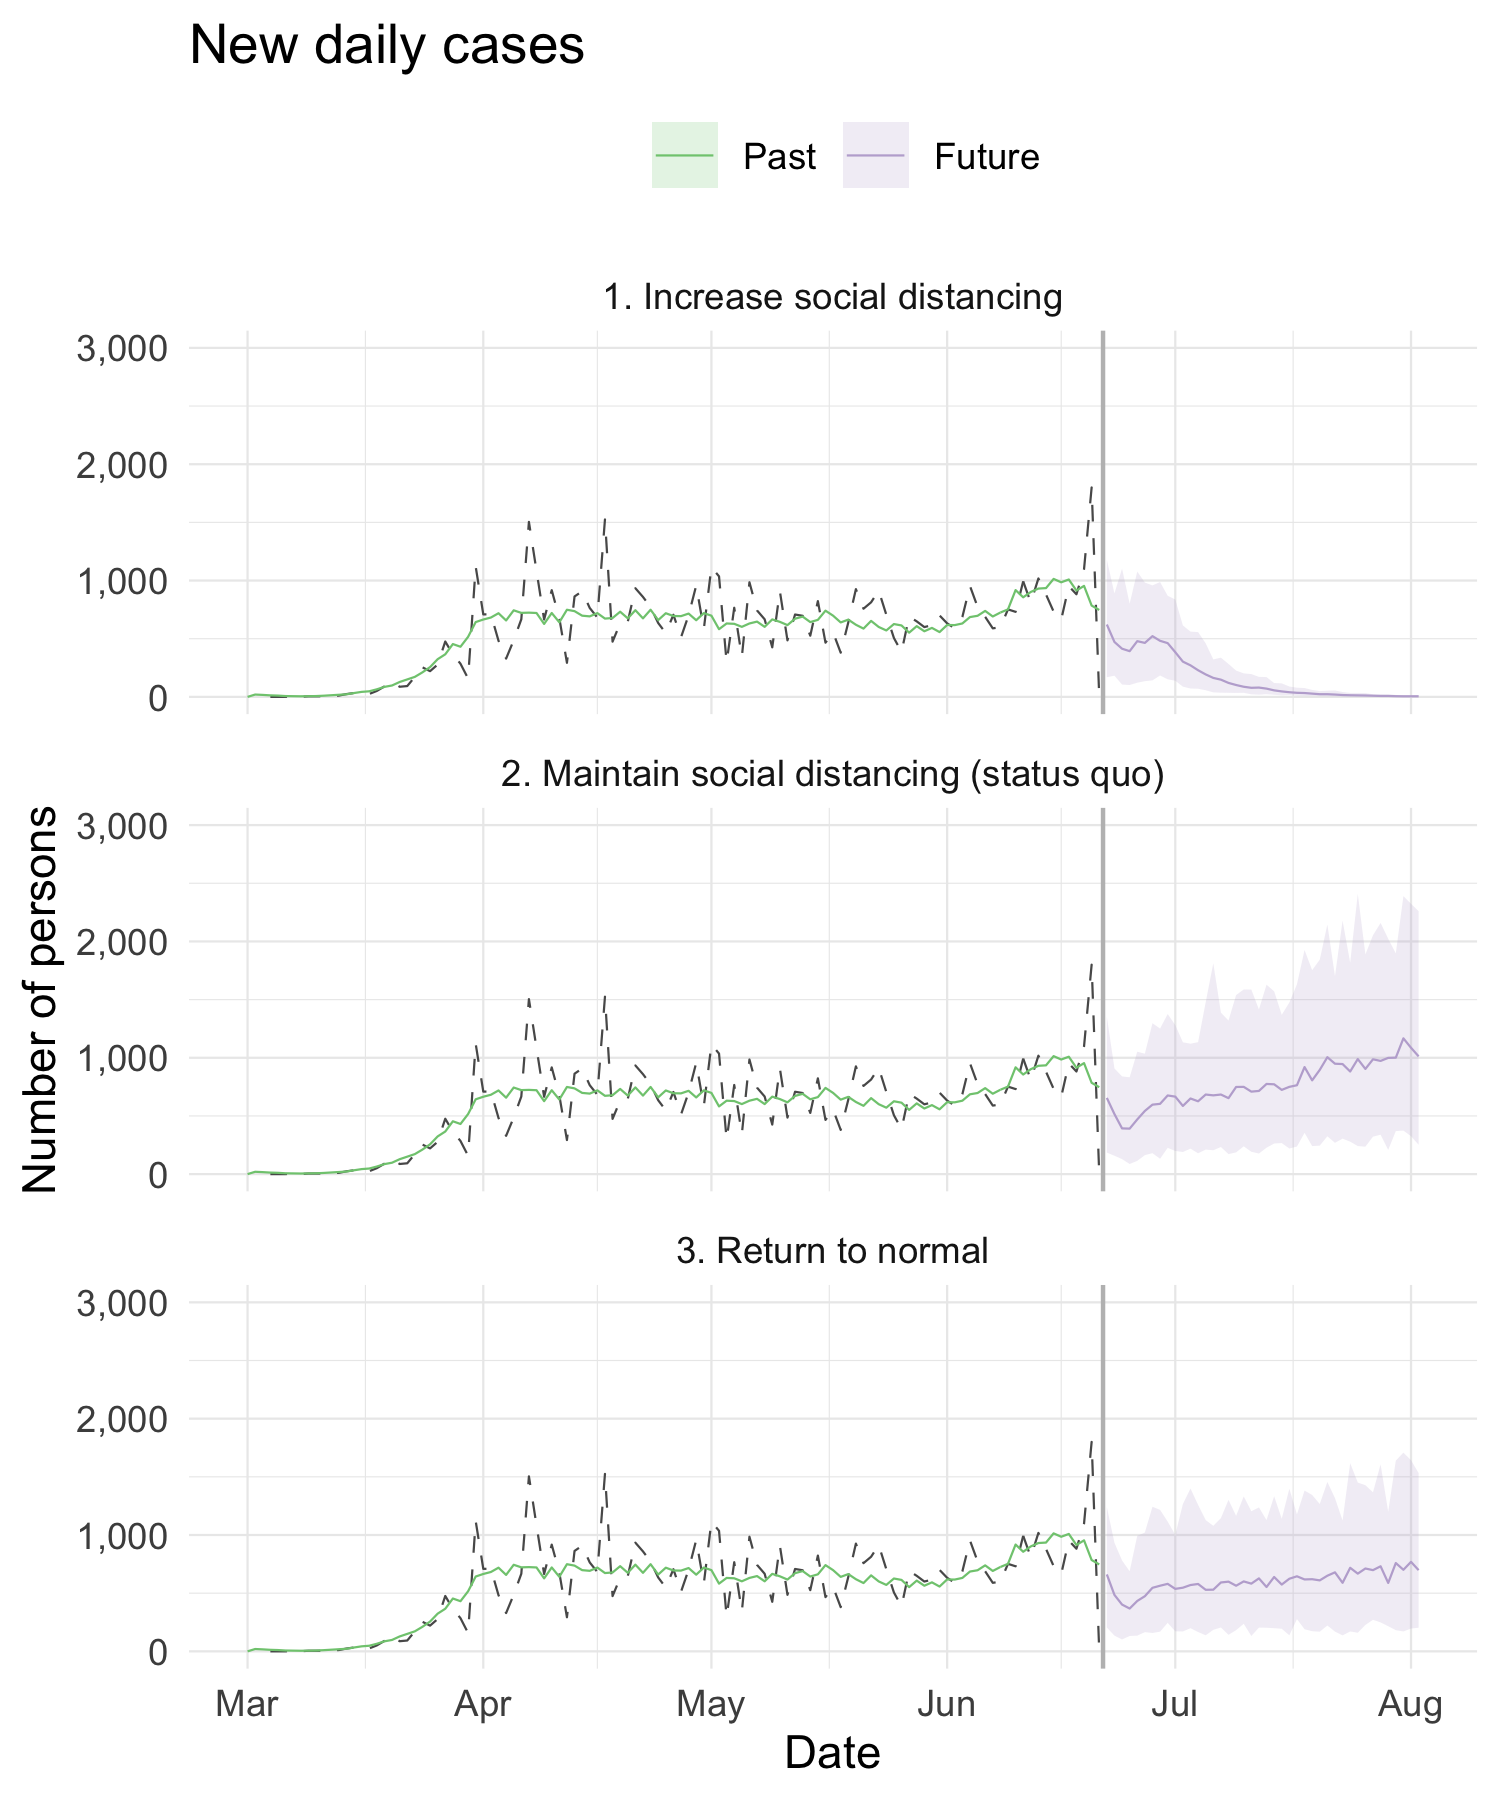 New daily cases
Past Future
1. Increase social distancing
3,000
2,000
1,000
0
2. Maintain social distancing (status quo)
3,000
2,000
1,000
0
Number of persons
3. Return to normal
3,000
2,000
1,000
0
Mar Apr May Jun Jul Aug
Date